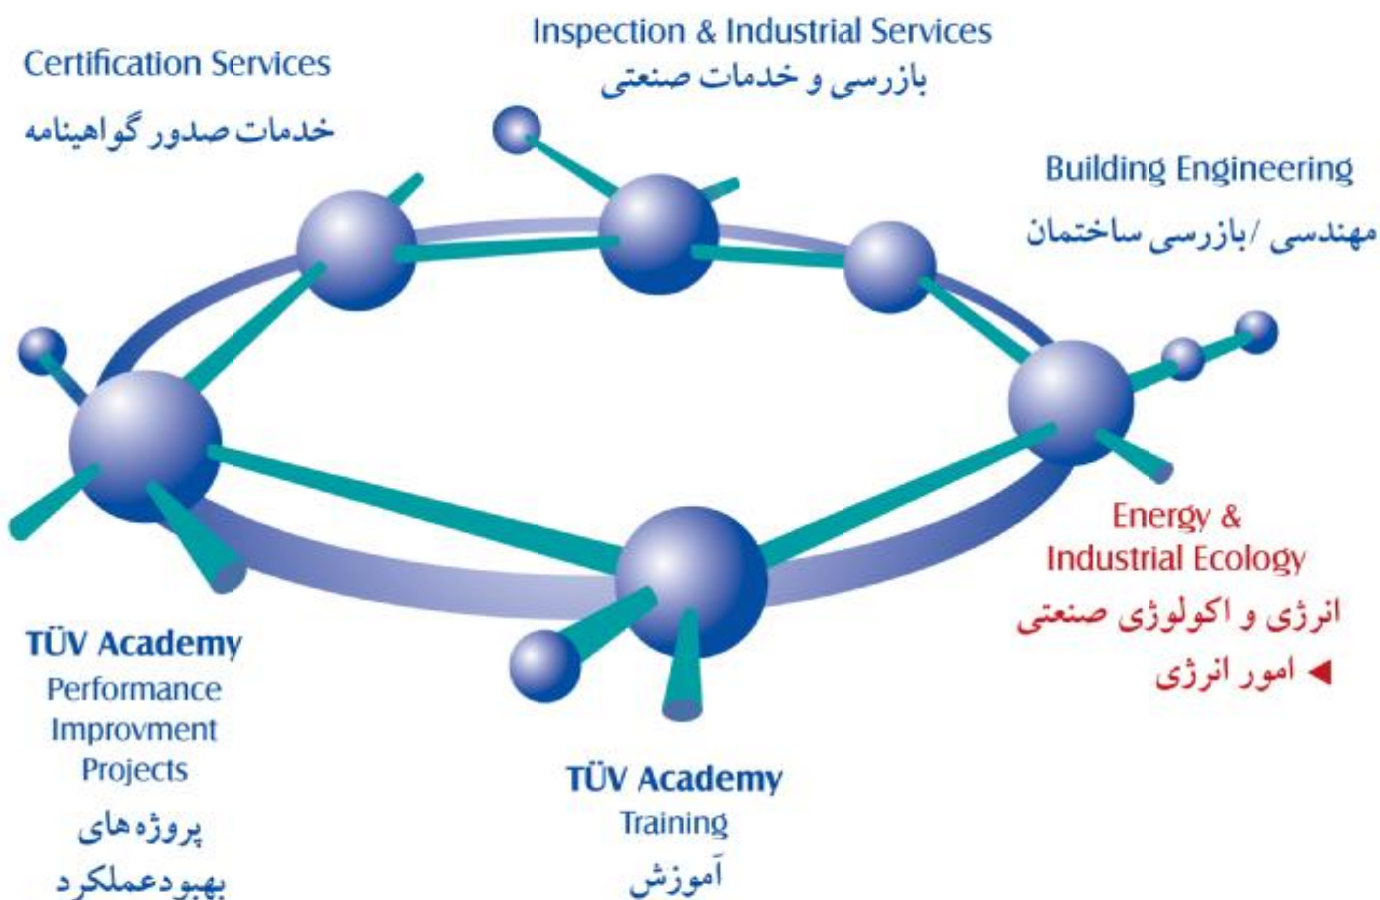 Inspection & Industrial Services
بازرسی و خدمات صنعتی
Certification Services
خدمات صدور گواهینامه
Building Engineering
مهندسی /بازرسی ساختمان
Energy &
Industrial Ecology
انرژی و اکولوژی صنعتی
◀ امور انرژی
TÜV Academy
Performance
Improvment
Projects
پروژه های
بهبودعملکرد
TÜV Academy
Training
آموزش